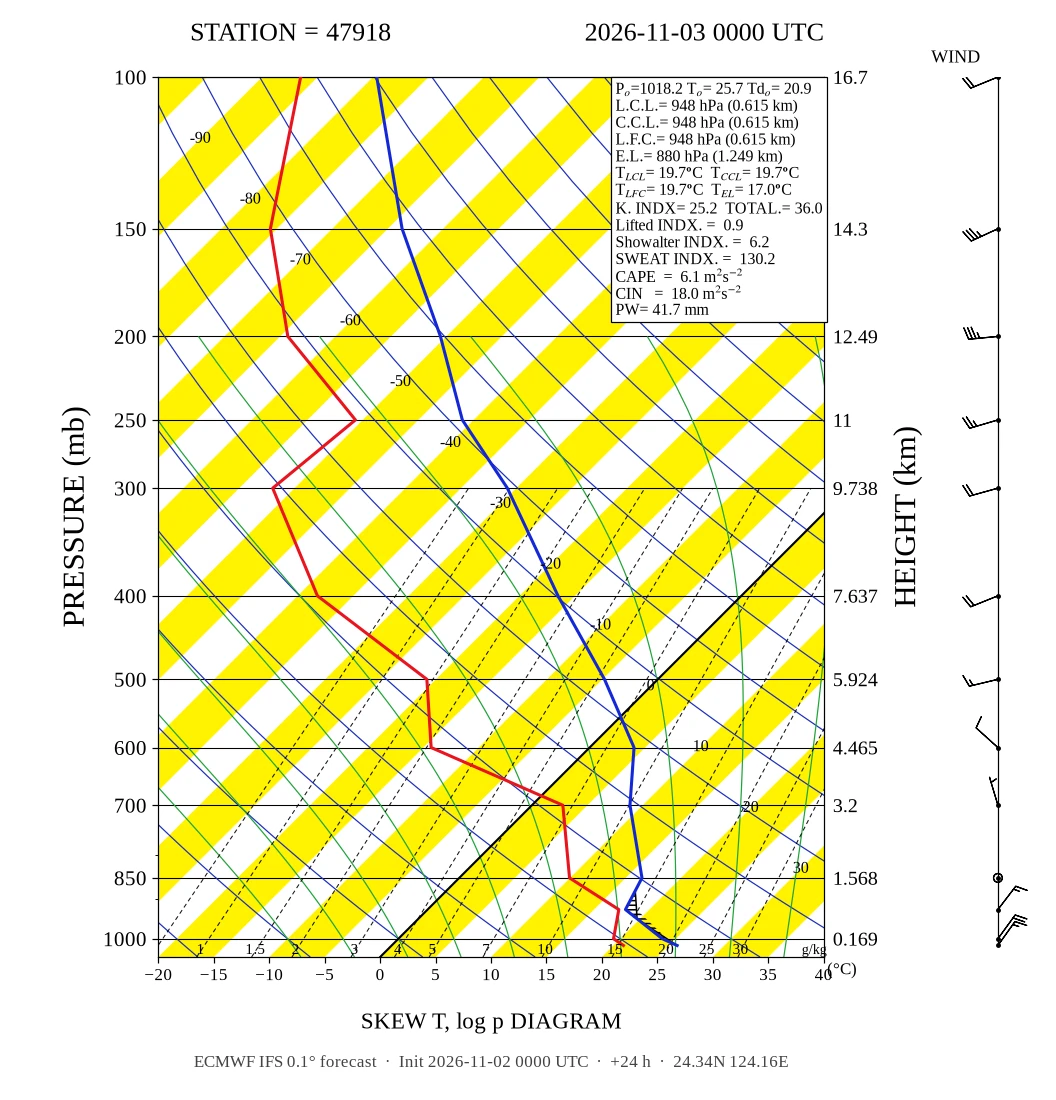 STATION = 47918 2026-11-03 0000 UTC
WIND
100 16.7
P₀=1018.2 T₀= 25.7 Td₀= 20.9
L.C.L.= 948 hPa (0.615 km)
C.C.L.= 948 hPa (0.615 km)
L.F.C.= 948 hPa (0.615 km)
E.L.= 880 hPa (1.249 km)
T_LCL= 19.7°C T_CCL= 19.7°C
T_LFC= 19.7°C T_EL= 17.0°C
K. INDX= 25.2 TOTAL.= 36.0
Lifted INDX. = 0.9
Showalter INDX. = 6.2
SWEAT INDX. = 130.2
CAPE = 6.1 m²s⁻²
CIN = 18.0 m²s⁻²
PW= 41.7 mm
-90
-80
150 14.3
-70
-60
200 12.49
-50
250 11
-40
300 9.738
-30
PRESSURE (mb)
HEIGHT (km)
-20
400 7.637
-10
500 5.924
0
600 4.465
10
700 3.2
20
30
850 1.568
1000 0.169
1 1.5 2 3 4 5 7 10 15 20 25 30 g/kg
−20 −15 −10 −5 0 5 10 15 20 25 30 35 40 (°C)
SKEW T, log p DIAGRAM
ECMWF IFS 0.1° forecast · Init 2026-11-02 0000 UTC · +24 h · 24.34N 124.16E